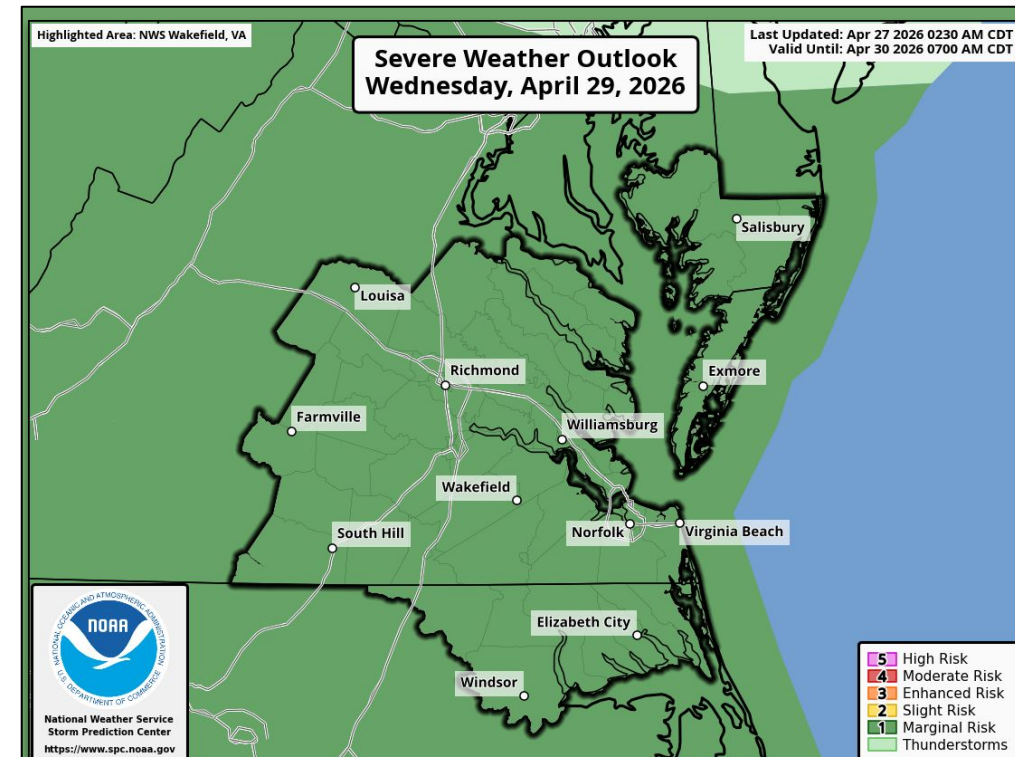 Highlighted Area: NWS Wakefield, VA
Severe Weather Outlook
Wednesday, April 29, 2026
Last Updated: Apr 27 2026 0230 AM CDT
Valid Until: Apr 30 2026 0700 AM CDT
Salisbury
Louisa
Richmond
Exmore
Farmville
Williamsburg
Wakefield
South Hill
Norfolk
Virginia Beach
Elizabeth City
Windsor
NATIONAL OCEANIC AND ATMOSPHERIC ADMINISTRATION
NOAA
U.S. DEPARTMENT OF COMMERCE
National Weather Service
Storm Prediction Center
https://www.spc.noaa.gov
5 High Risk
4 Moderate Risk
3 Enhanced Risk
2 Slight Risk
1 Marginal Risk
Thunderstorms